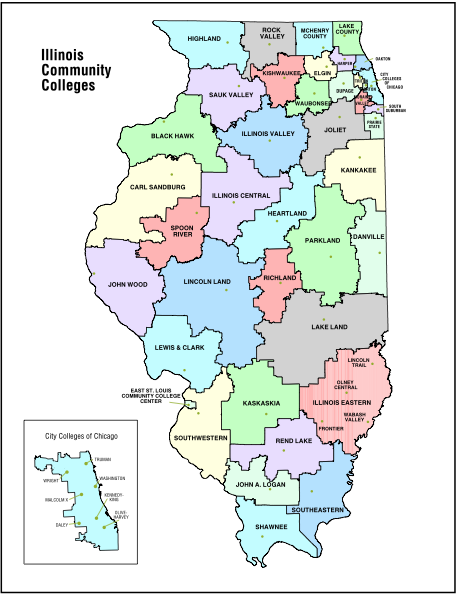 Illinois
Community
Colleges
HIGHLAND
ROCK
VALLEY
MCHENRY
COUNTY
LAKE
COUNTY
KISHWAUKEE
ELGIN
HARPER
OAKTON
CITY
COLLEGES
OF
CHICAGO
SAUK VALLEY
WAUBONSEE
DUPAGE
SOUTH
SUBURBAN
PRAIRIE
STATE
BLACK HAWK
ILLINOIS VALLEY
JOLIET
KANKAKEE
CARL SANDBURG
ILLINOIS CENTRAL
HEARTLAND
SPOON
RIVER
PARKLAND
DANVILLE
JOHN WOOD
LINCOLN LAND
RICHLAND
LAKE LAND
LEWIS & CLARK
LINCOLN
TRAIL
EAST ST. LOUIS
COMMUNITY COLLEGE
CENTER
OLNEY
CENTRAL
KASKASKIA
ILLINOIS EASTERN
WABASH
VALLEY
FRONTIER
SOUTHWESTERN
REND LAKE
JOHN A. LOGAN
SOUTHEASTERN
SHAWNEE
City Colleges of Chicago
TRUMAN
WRIGHT
WASHINGTON
MALCOLM X
KENNEDY-
KING
OLIVE-
HARVEY
DALEY